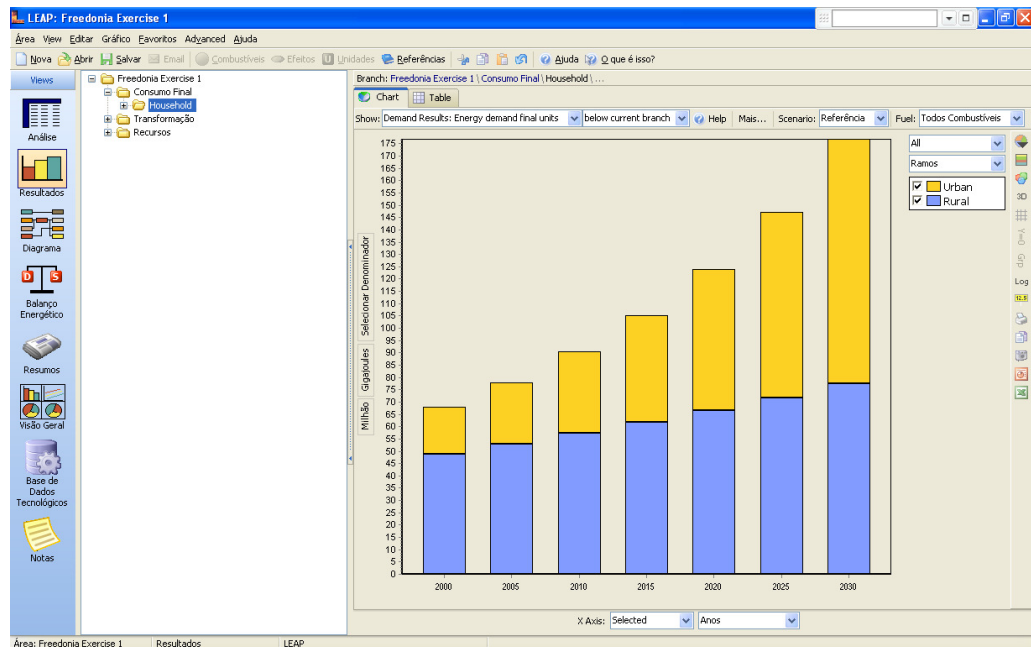 LEAP: Freedonia Exercise 1
Área View Editar Gráfico Favoritos Advanced Ajuda
Nova Abrir Salvar Email Combustíveis Efeitos Unidades Referências Ajuda O que é isso?
Views
Análise
Resultados
Diagrama
Balanço
Energético
Resumos
Visão Geral
Base de
Dados
Tecnológicos
Notas
Freedonia Exercise 1
Consumo Final
Household
Transformação
Recursos
Branch: Freedonia Exercise 1 \ Consumo Final \ Household \ ...
Chart Table
Show: Demand Results: Energy demand final units below current branch Help Mais... Scenario: Referência Fuel: Todos Combustíveis
Selecionar Denominador
Gigajoules
Milhão
175
170
165
160
155
150
145
140
135
130
125
120
115
110
105
100
95
90
85
80
75
70
65
60
55
50
45
40
35
30
25
20
15
10
5
0
2000 2005 2010 2015 2020 2025 2030
All
Ramos
Urban
Rural
3D
Y=0
Grp
Log
12.5
X Axis: Selected Anos
Área: Freedonia Exercise 1 Resultados LEAP